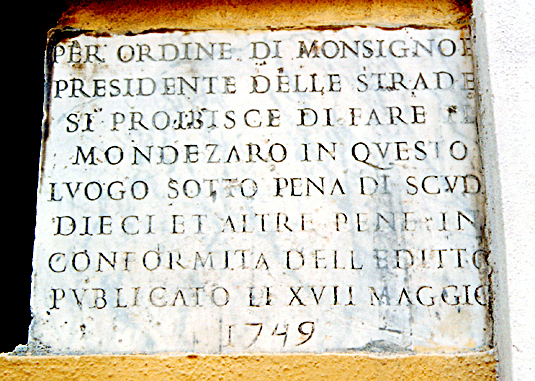 PER ORDINE DI MONSIGNOR
PRESIDENTE DELLE STRADE
SI PROIBISCE DI FARE IL
MONDEZARO IN QVESTO
LVOGO SOTTO PENA DI SCVD
DIECI ET ALTRE PENE IN
CONFORMITA DELL EDITTO
PVBLICATO LI XVII MAGGIO
1749